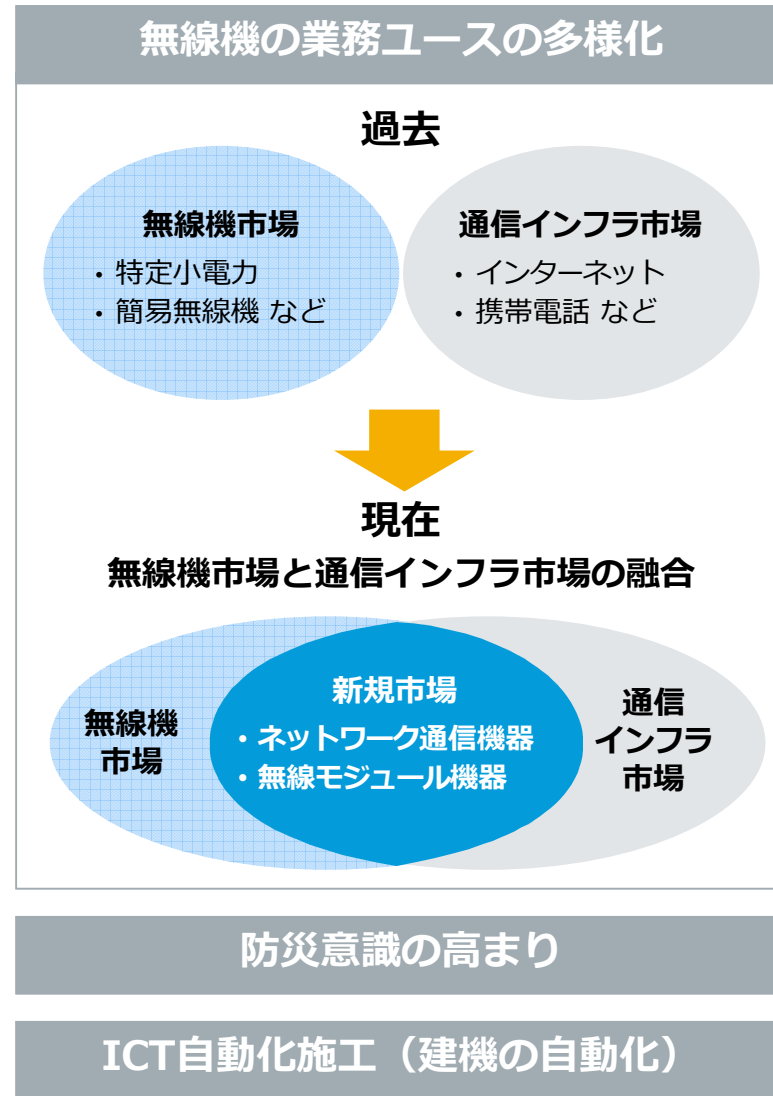 無線機の業務ユースの多様化
過去
無線機市場
・特定小電力
・簡易無線機 など
通信インフラ市場
・インターネット
・携帯電話 など
現在
無線機市場と通信インフラ市場の融合
無線機
市場
新規市場
・ネットワーク通信機器
・無線モジュール機器
通信
インフラ
市場
防災意識の高まり
ICT自動化施工（建機の自動化）